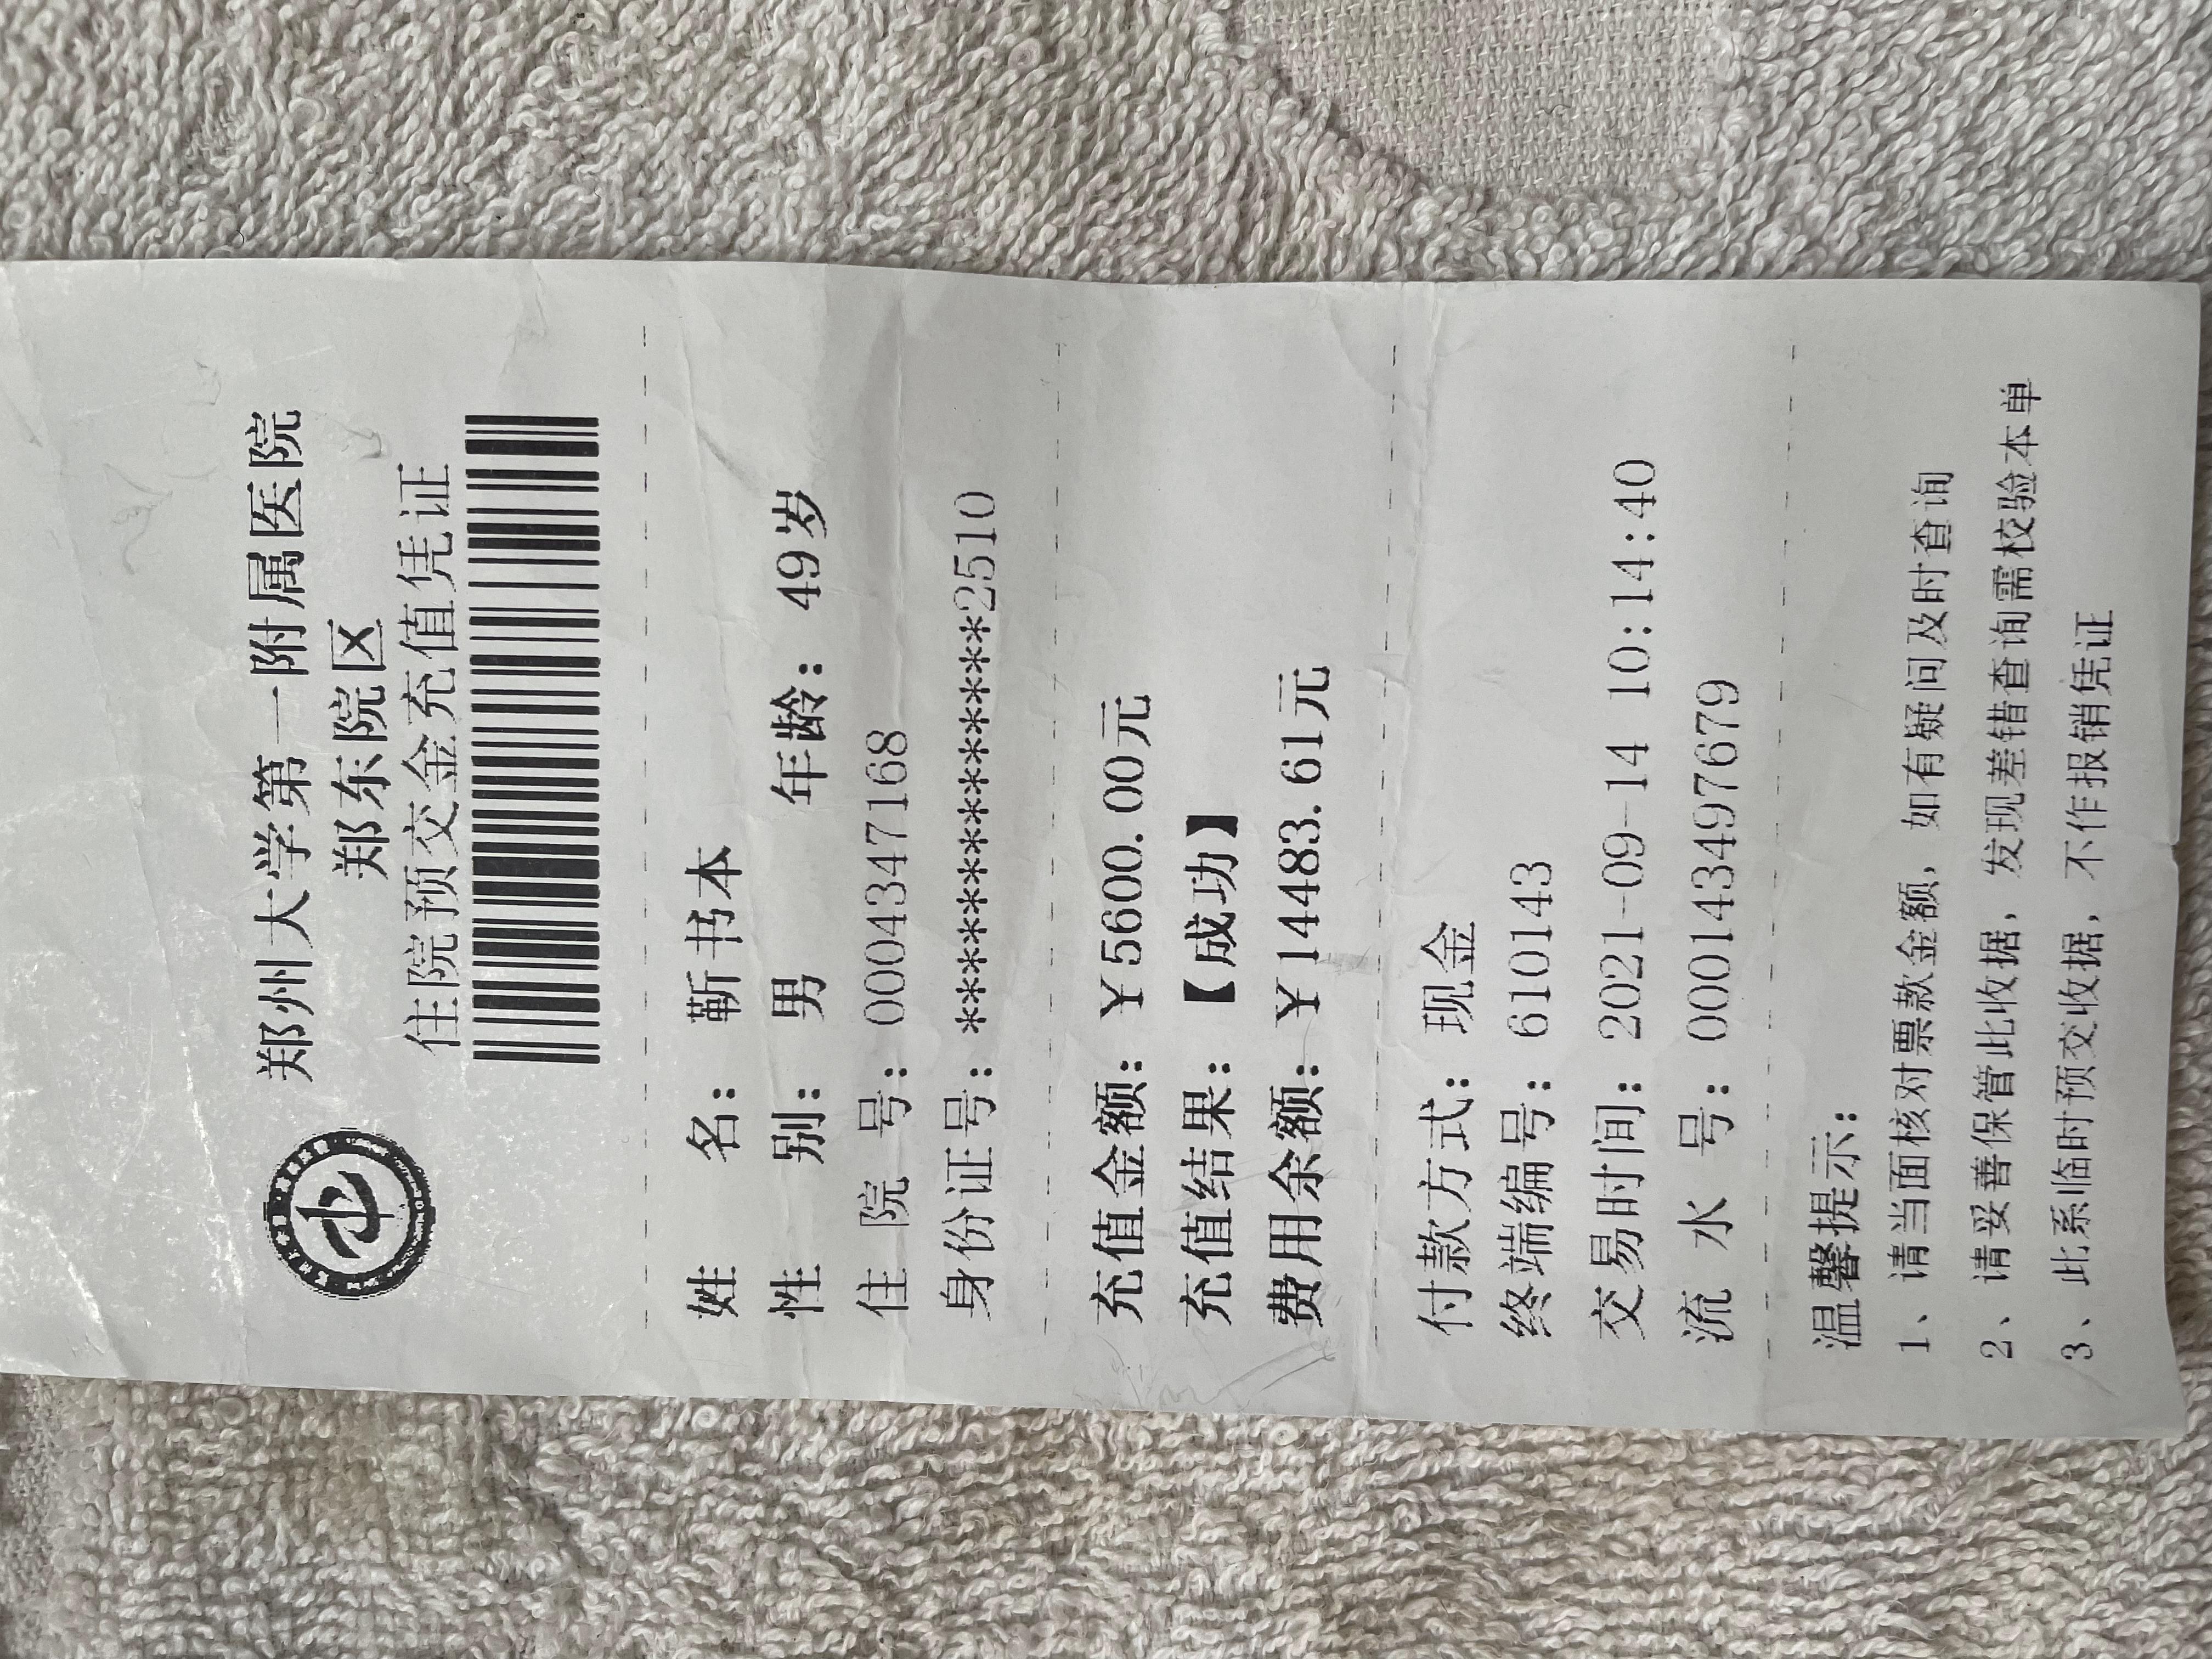 郑州大学第一附属医院
郑东院区
住院预交金充值凭证
姓 名： 靳书本
性 别： 男 年龄： 49岁
住 院 号： 0004347168
身份证号： **************2510
充值金额： ￥5600.00元
充值结果： 【成功】
费用余额： ￥14483.61元
付款方式： 现金
终端编号： 610143
交易时间： 2021-09-14 10:14:40
流 水 号： 00014349７679
温馨提示：
1、请当面核对票款金额，如有疑问及时查询
2、请妥善保管此收据，发现差错查询需校验本单
3、此系临时预交收据，不作报销凭证